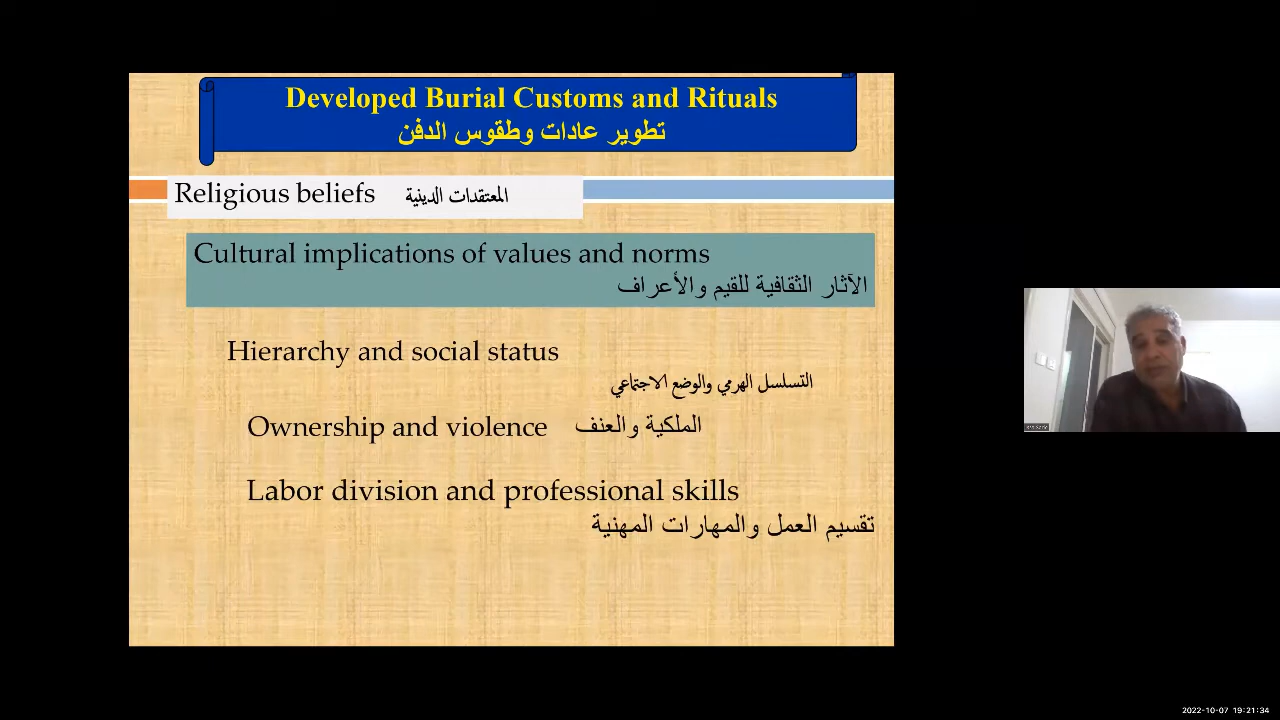 Developed Burial Customs and Rituals
تطوير عادات وطقوس الدفن
Religious beliefs المعتقدات الدينية
Cultural implications of values and norms
الآثار الثقافية للقيم والأعراف
Hierarchy and social status
التسلسل الهرمي والوضع الاجتماعي
Ownership and violence الملكية والعنف
Labor division and professional skills
تقسيم العمل والمهارات المهنية
2022-10-07 19:21:34